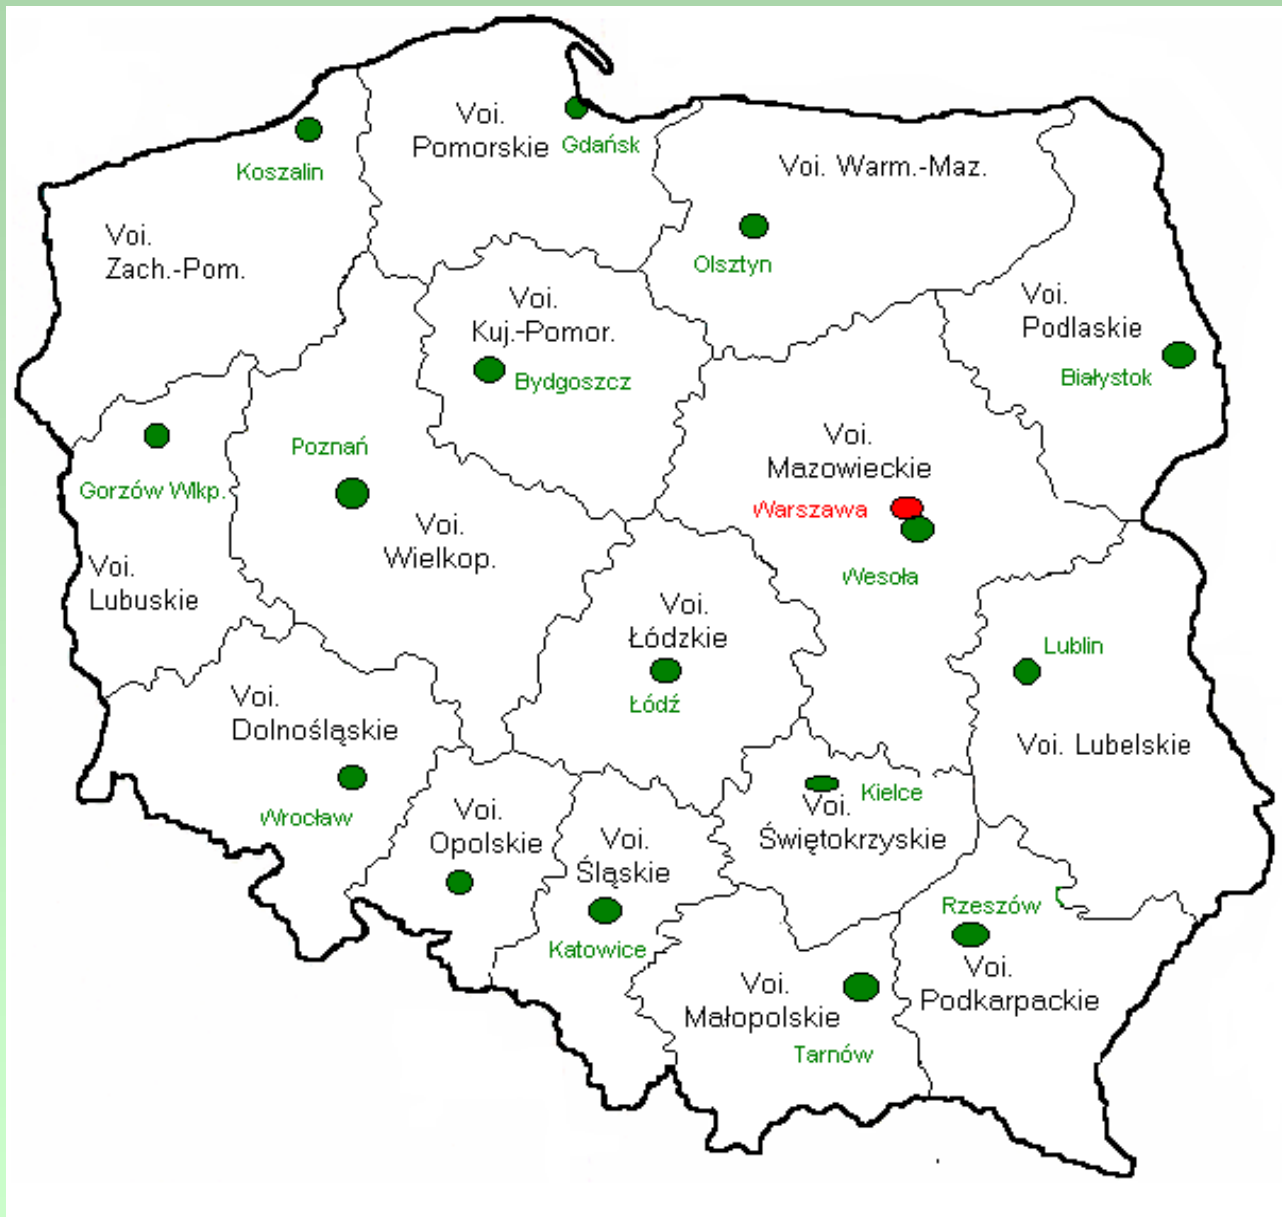 Voi.
Pomorskie
Gdańsk
Koszalin
Voi. Warm.-Maz.
Olsztyn
Voi.
Zach.-Pom.
Voi.
Kuj.-Pomor.
Bydgoszcz
Voi.
Podlaskie
Białystok
Gorzów Wlkp.
Poznań
Voi.
Mazowieckie
Warszawa
Wesoła
Voi.
Wielkop.
Voi.
Lubuskie
Voi.
Łódzkie
Łódź
Lublin
Voi. Lubelskie
Voi.
Dolnośląskie
Wrocław
Voi.
Opolskie
Voi.
Śląskie
Katowice
Kielce
Voi.
Świętokrzyskie
Rzeszów
Voi.
Podkarpackie
Voi.
Małopolskie
Tarnów